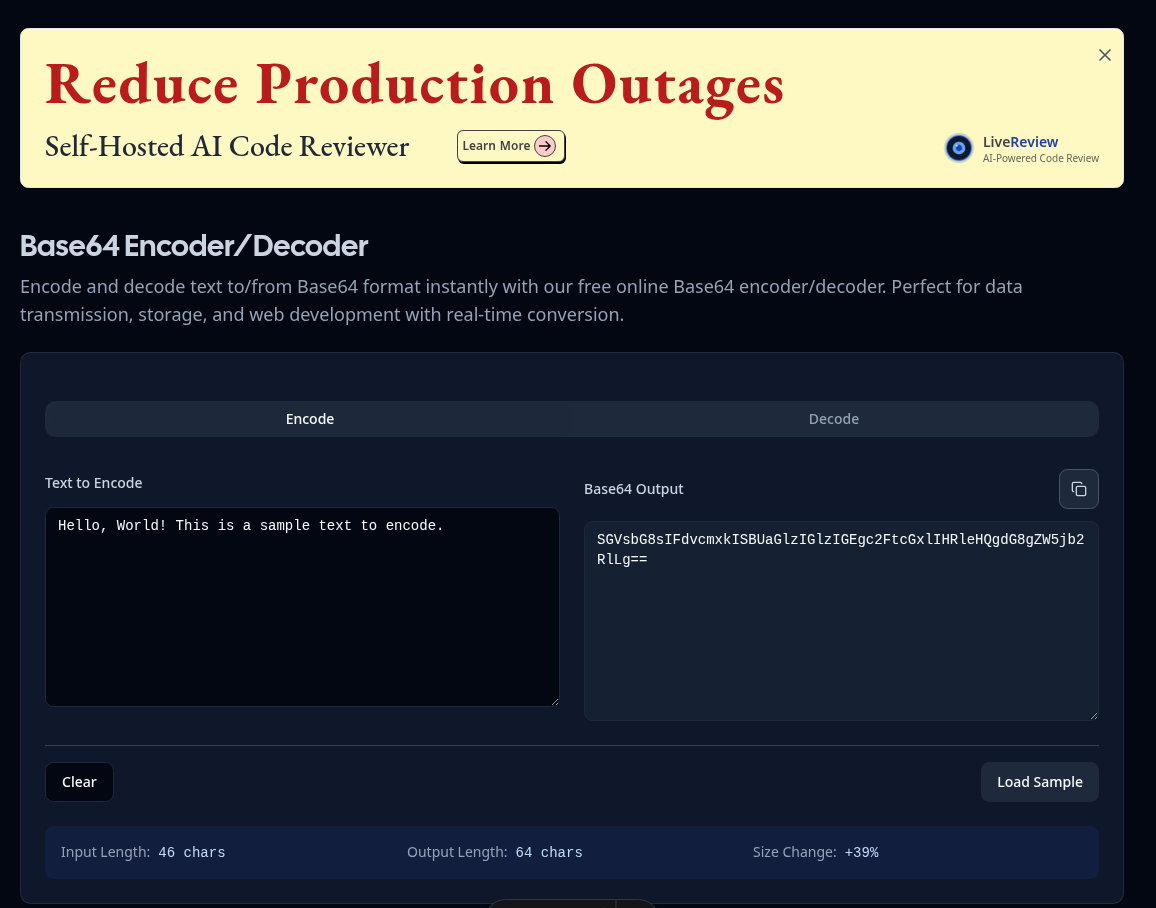 Reduce Production Outages
Self-Hosted AI Code Reviewer
Learn More
LiveReview
AI-Powered Code Review
Base64 Encoder/Decoder
Encode and decode text to/from Base64 format instantly with our free online Base64 encoder/decoder. Perfect for data
transmission, storage, and web development with real-time conversion.
Encode
Decode
Text to Encode
Base64 Output
Hello, World! This is a sample text to encode.
SGVsbG8sIFdvcmxkISBUaGlzIGlzIGEgc2FtcGxlIHRleHQgdG8gZW5jb2
RlLg==
Clear
Load Sample
Input Length: 46 chars
Output Length: 64 chars
Size Change: +39%